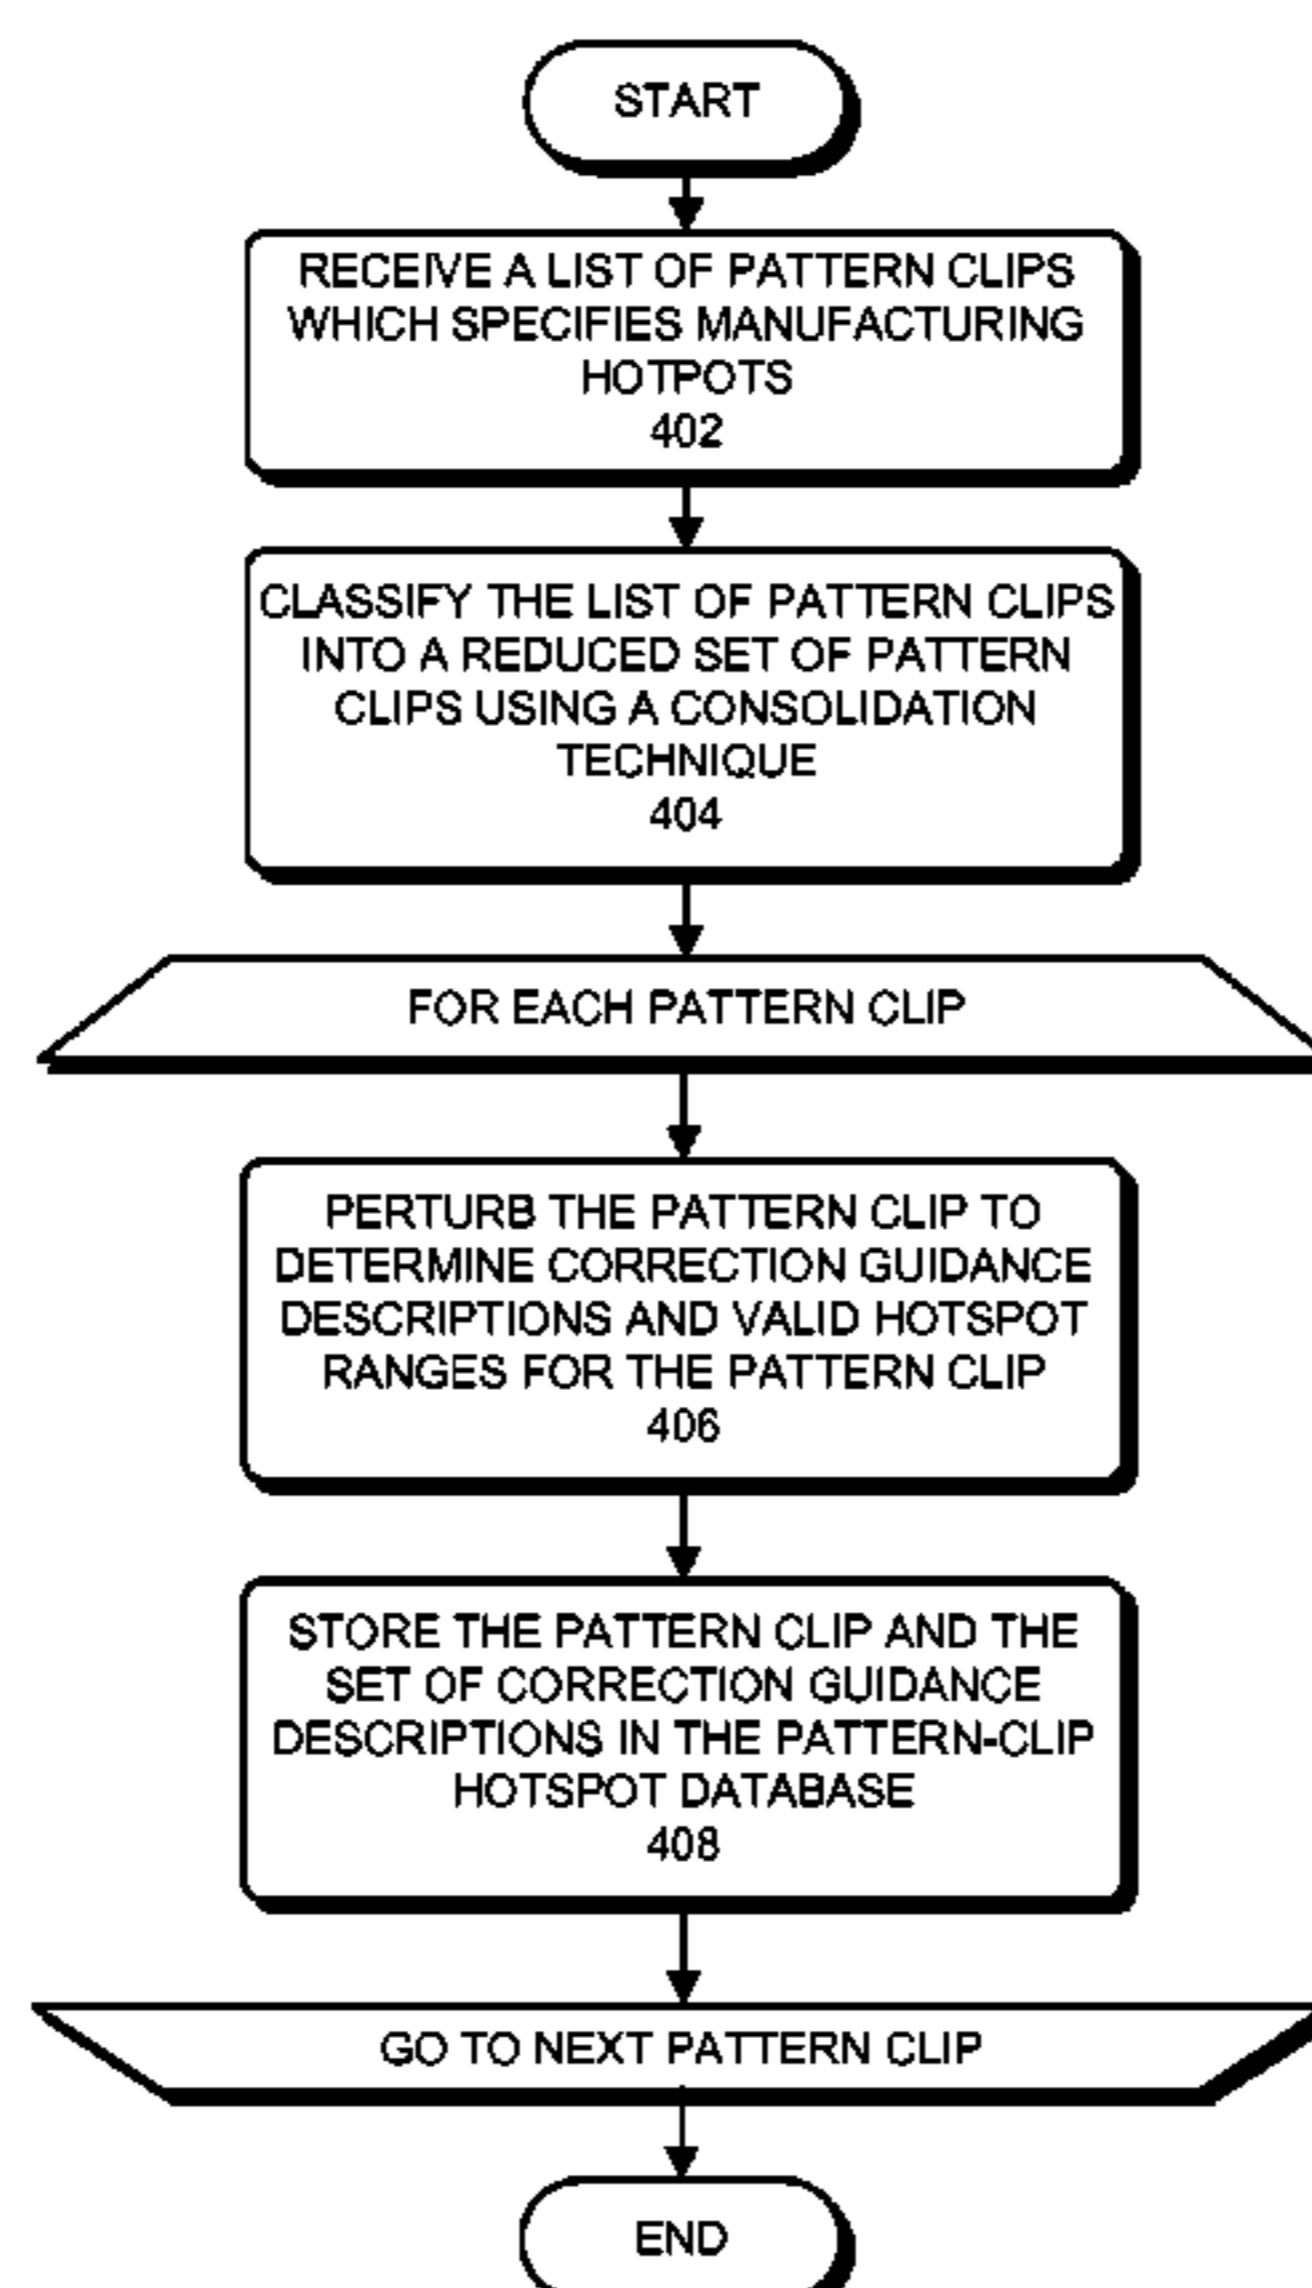 START
RECEIVE A LIST OF PATTERN CLIPS
WHICH SPECIFIES MANUFACTURING
HOTPOTS
402
CLASSIFY THE LIST OF PATTERN CLIPS
INTO A REDUCED SET OF PATTERN
CLIPS USING A CONSOLIDATION
TECHNIQUE
404
FOR EACH PATTERN CLIP
PERTURB THE PATTERN CLIP TO
DETERMINE CORRECTION GUIDANCE
DESCRIPTIONS AND VALID HOTSPOT
RANGES FOR THE PATTERN CLIP
406
STORE THE PATTERN CLIP AND THE
SET OF CORRECTION GUIDANCE
DESCRIPTIONS IN THE PATTERN-CLIP
HOTSPOT DATABASE
408
GO TO NEXT PATTERN CLIP
END